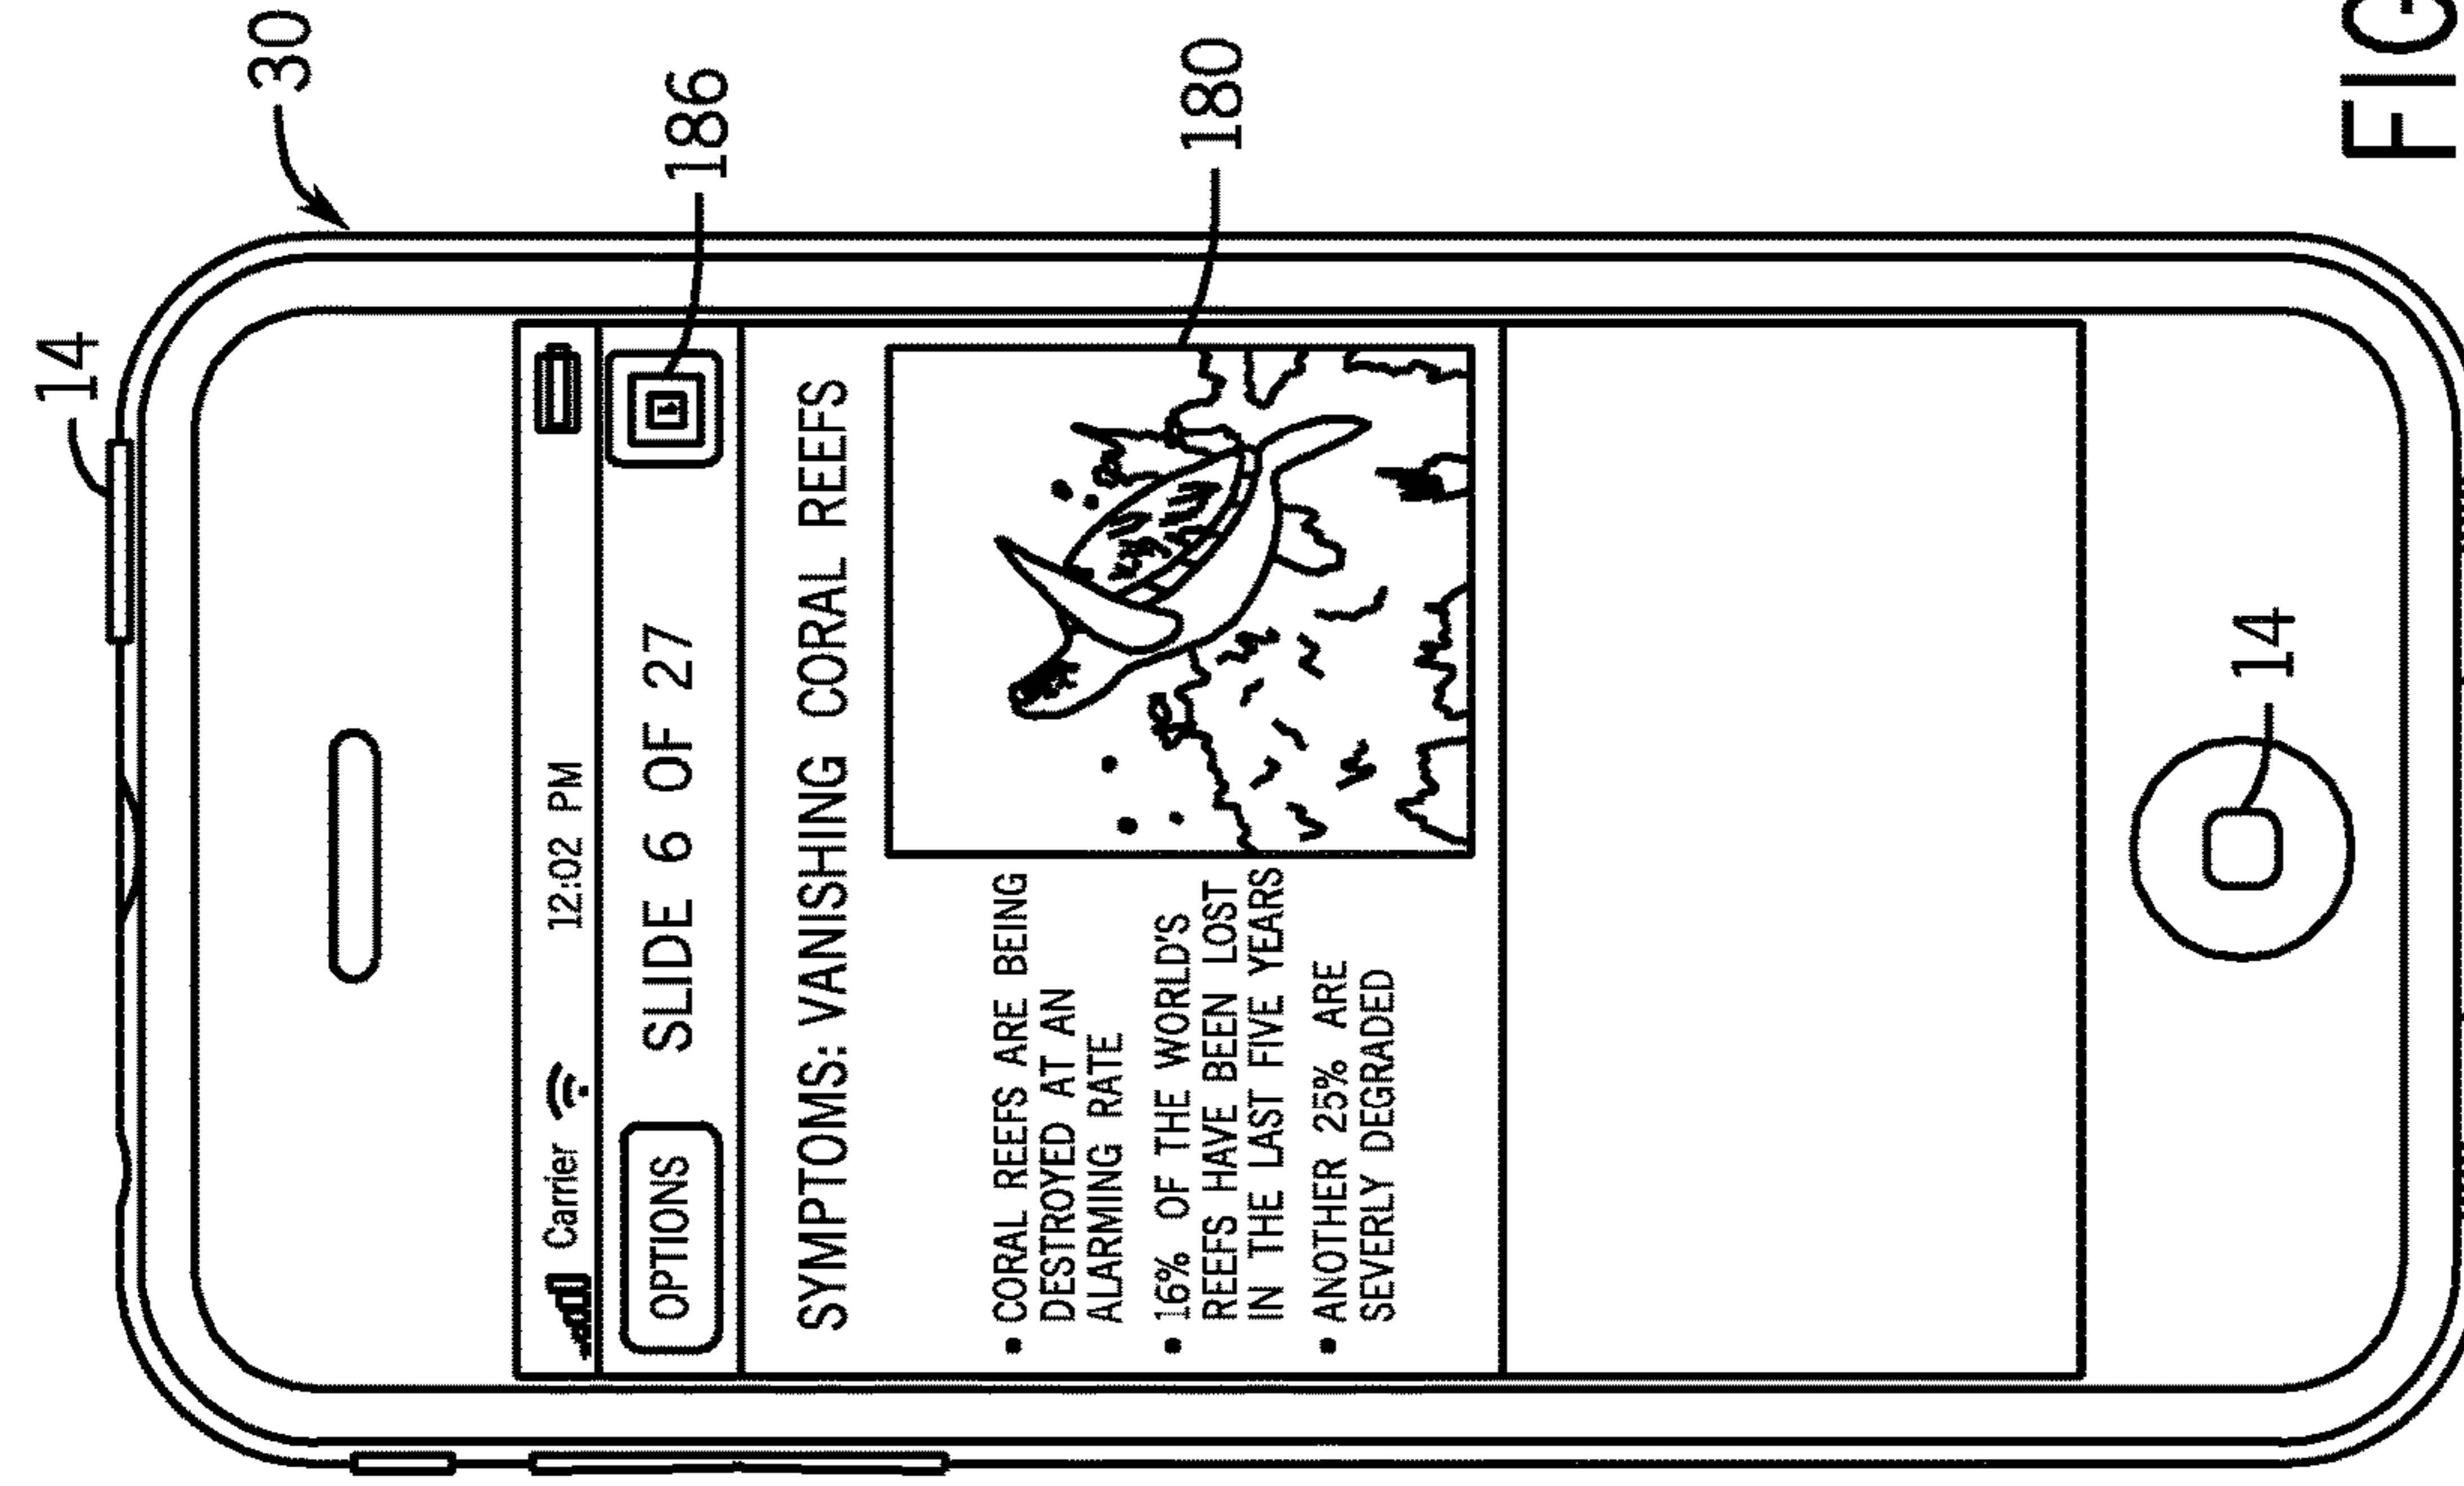 14
30
Carrier 12:02 PM
OPTIONS SLIDE 6 OF 27
186
SYMPTOMS: VANISHING CORAL REEFS
• CORAL REEFS ARE BEING
DESTROYED AT AN
ALARMING RATE
• 16% OF THE WORLD'S
REEFS HAVE BEEN LOST
IN THE LAST FIVE YEARS
• ANOTHER 25% ARE
SEVERLY DEGRADED
180
14
FIG